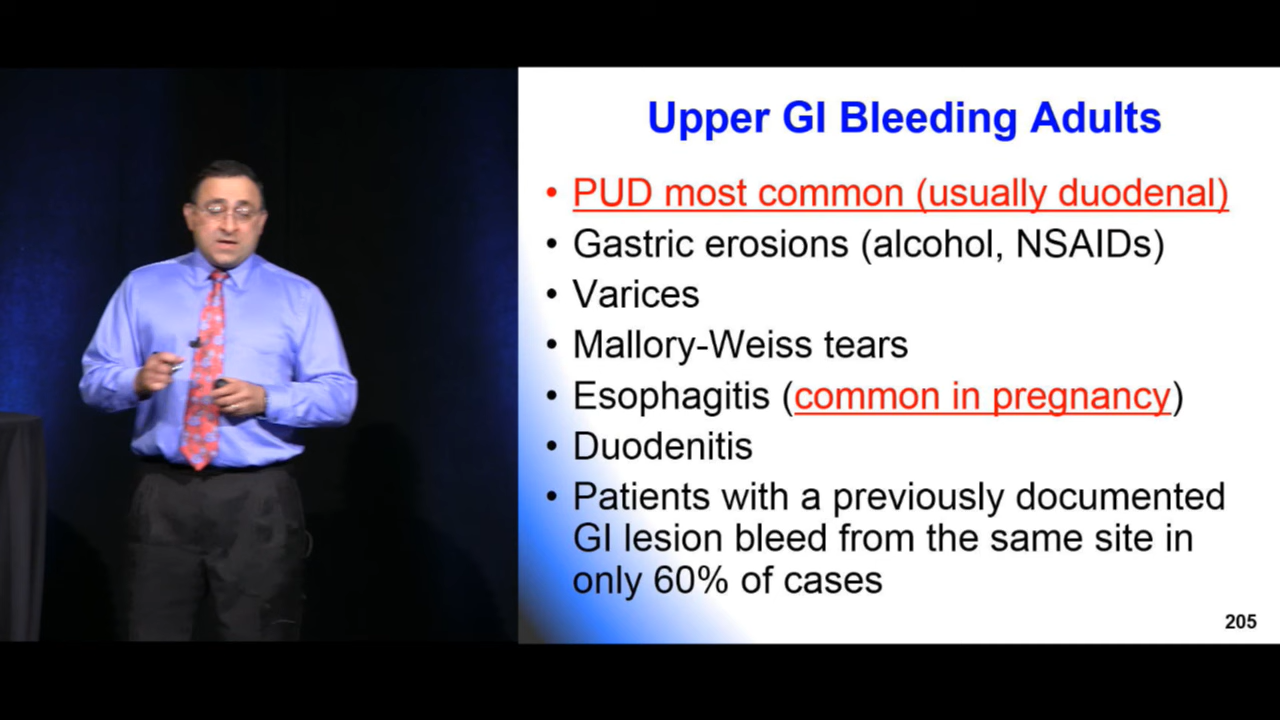 Upper GI Bleeding Adults
• PUD most common (usually duodenal)
• Gastric erosions (alcohol, NSAIDs)
• Varices
• Mallory-Weiss tears
• Esophagitis (common in pregnancy)
• Duodenitis
• Patients with a previously documented
GI lesion bleed from the same site in
only 60% of cases
205